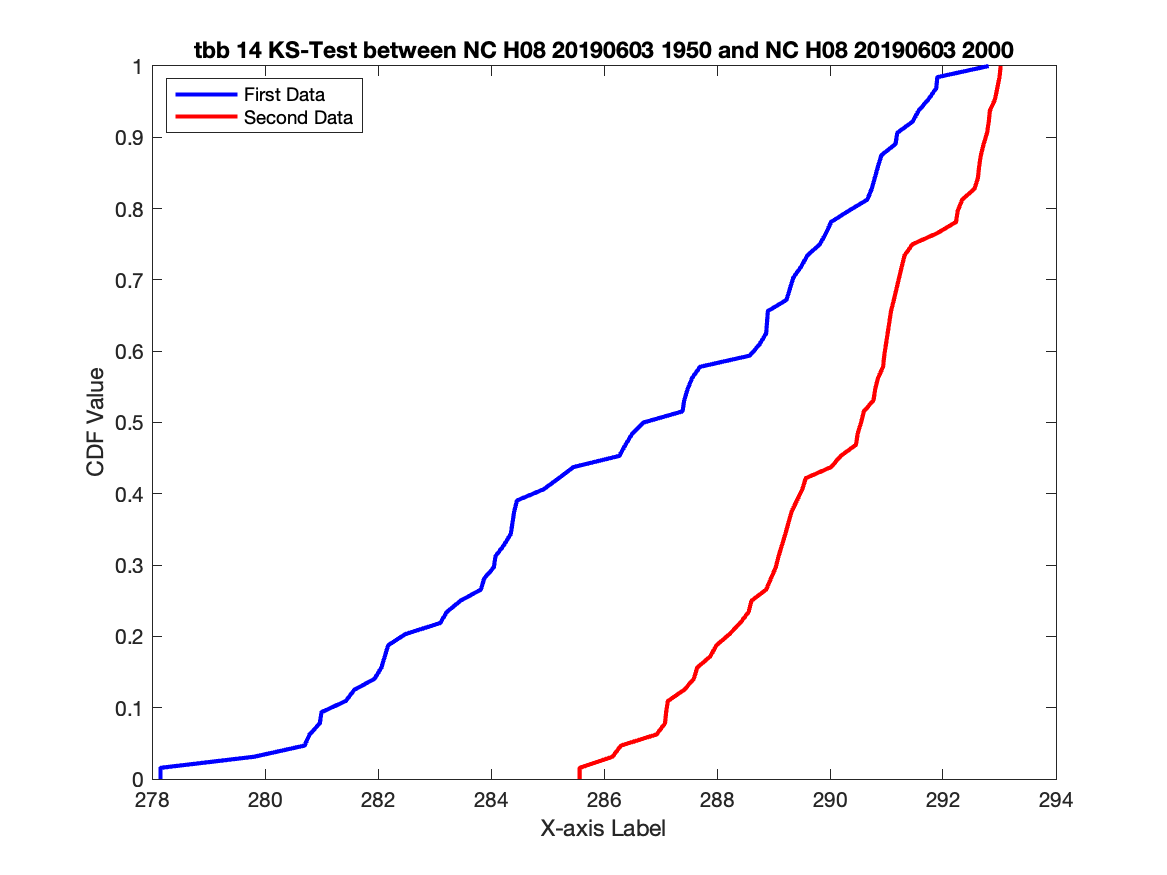 tbb 14 KS-Test between NC H08 20190603 1950 and NC H08 20190603 2000
First Data
Second Data
1
0.9
0.8
0.7
0.6
0.5
0.4
0.3
0.2
0.1
0
CDF Value
278 280 282 284 286 288 290 292 294
X-axis Label